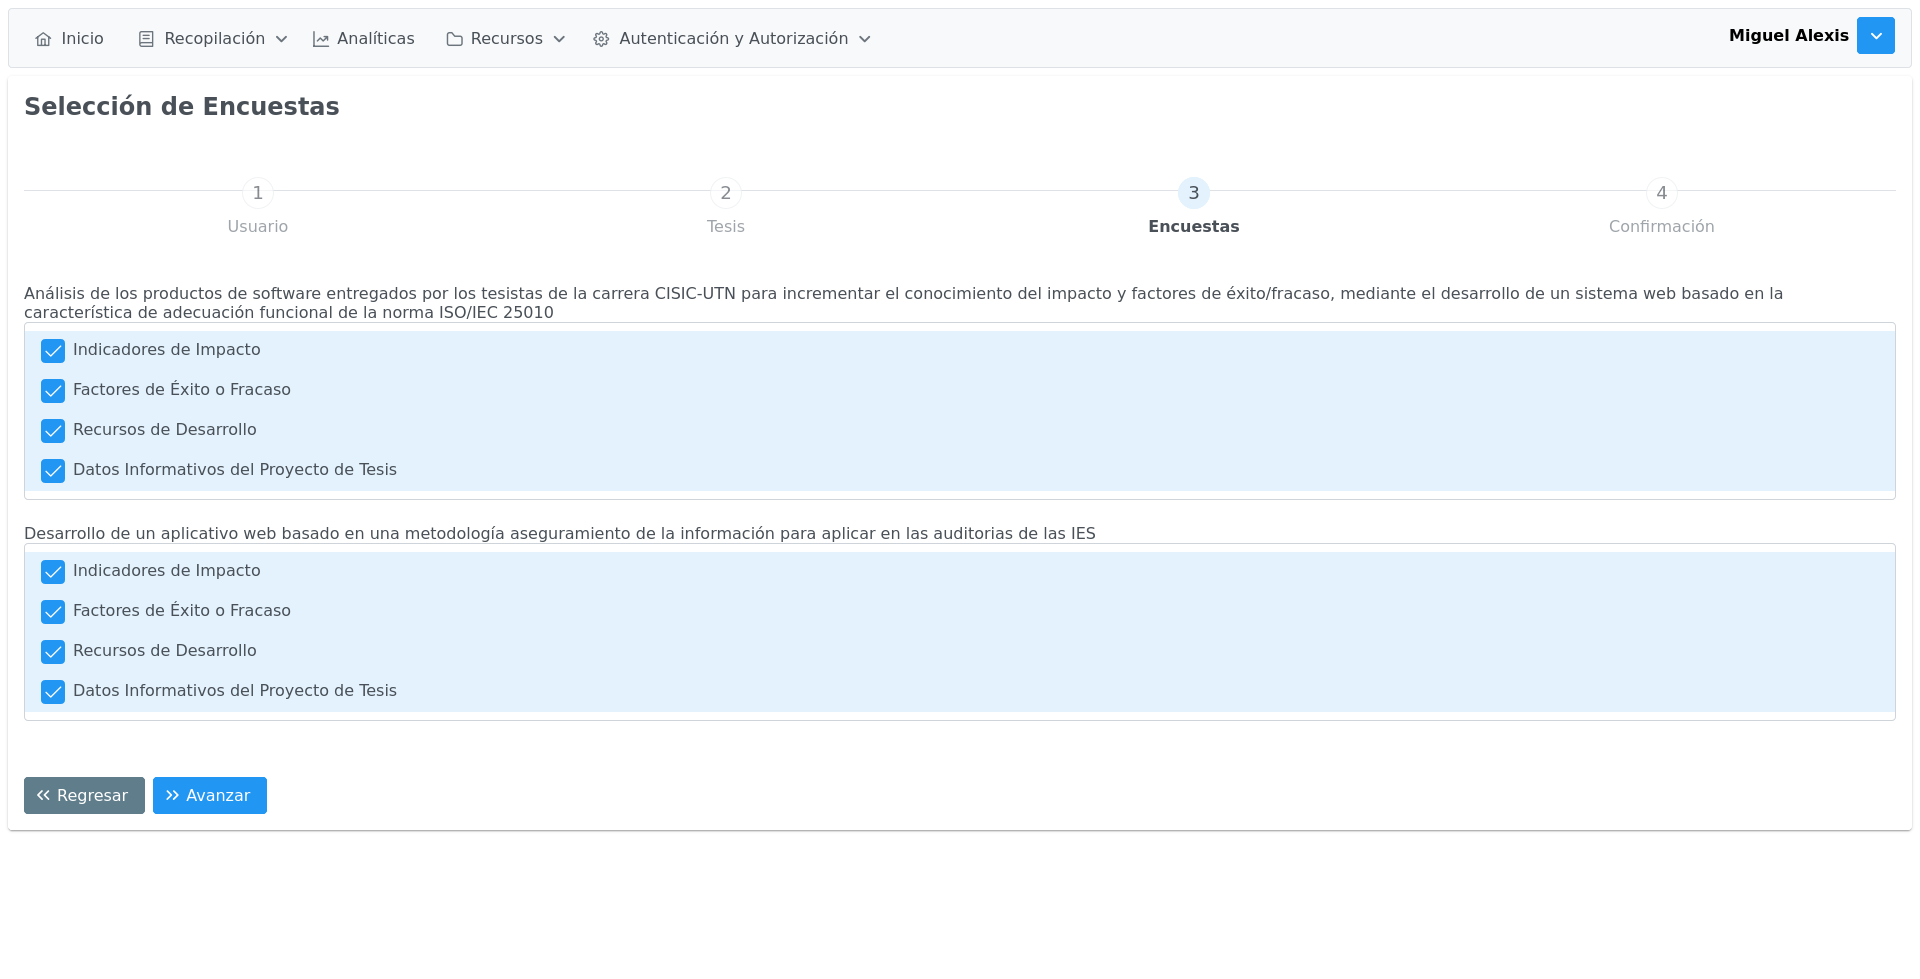 Inicio
Recopilación
Analíticas
Recursos
Autenticación y Autorización
Miguel Alexis
Selección de Encuestas
1
2
3
4
Usuario
Tesis
Encuestas
Confirmación
Análisis de los productos de software entregados por los tesistas de la carrera CISIC-UTN para incrementar el conocimiento del impacto y factores de éxito/fracaso, mediante el desarrollo de un sistema web basado en la
característica de adecuación funcional de la norma ISO/IEC 25010
Indicadores de Impacto
Factores de Éxito o Fracaso
Recursos de Desarrollo
Datos Informativos del Proyecto de Tesis
Desarrollo de un aplicativo web basado en una metodología aseguramiento de la información para aplicar en las auditorias de las IES
Indicadores de Impacto
Factores de Éxito o Fracaso
Recursos de Desarrollo
Datos Informativos del Proyecto de Tesis
Regresar
Avanzar